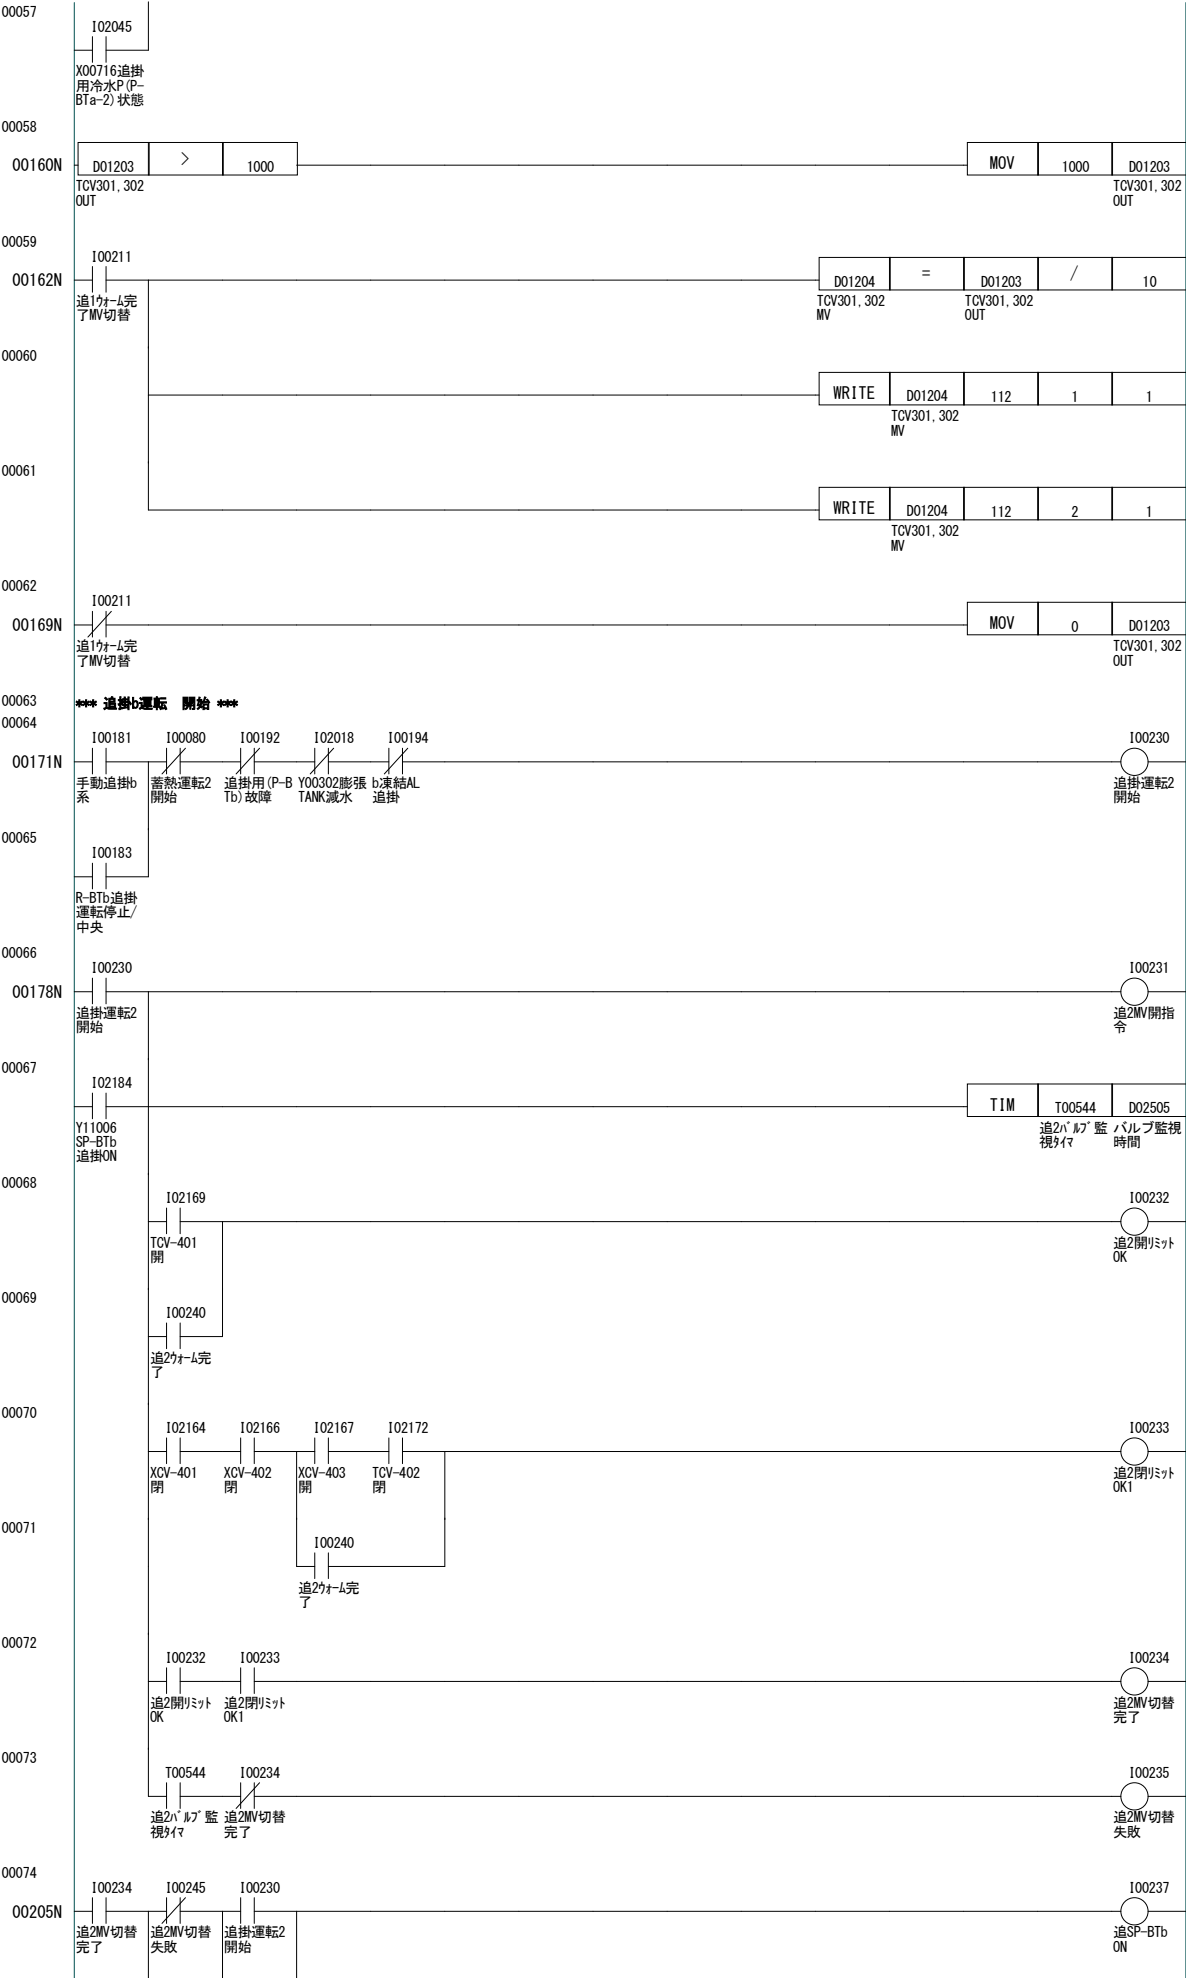 00057
I02045
X00716追掛
用冷水P(P-
BTa-2)状態
00058
00160N D01203 > 1000 MOV 1000 D01203
TCV301,302
OUT
TCV301,302
OUT
00059
I00211
00162N D01204 = D01203 / 10
追1ウォーム完
了MV切替
TCV301,302
MV
TCV301,302
OUT
00060
WRITE D01204 112 1 1
TCV301,302
MV
00061
WRITE D01204 112 2 1
TCV301,302
MV
00062
I00211
00169N MOV 0 D01203
追1ウォーム完
了MV切替
TCV301,302
OUT
00063 *** 追掛b運転 開始 ***
00064
I00181 I00080 I00192 I02018 I00194 I00230
00171N
手動追掛b
系
蓄熱運転2
開始
追掛用(P-B
Tb)故障
Y00302膨張
TANK減水
b凍結AL
追掛
追掛運転2
開始
00065
I00183
R-BTb追掛
運転停止/
中央
00066
I00230 I00231
00178N
追掛運転2
開始
追2MV開指
令
00067
I02184
TIM T00544 D02505
Y11006
SP-BTb
追掛ON
追2バルブ監
視タイマ
バルブ監視
時間
00068
I02169 I00232
TCV-401
開
追2開リミット
OK
00069
I00240
追2ウォーム完
了
00070
I02164 I02166 I02167 I02172 I00233
XCV-401
閉
XCV-402
閉
XCV-403
開
TCV-402
閉
追2閉リミット
OK1
00071
I00240
追2ウォーム完
了
00072
I00232 I00233 I00234
追2開リミット
OK
追2閉リミット
OK1
追2MV切替
完了
00073
T00544 I00234 I00235
追2バルブ監
視タイマ
追2MV切替
完了
追2MV切替
失敗
00074
I00234 I00245 I00230 I00237
00205N
追2MV切替
完了
追2MV切替
失敗
追掛運転2
開始
追SP-BTb
ON